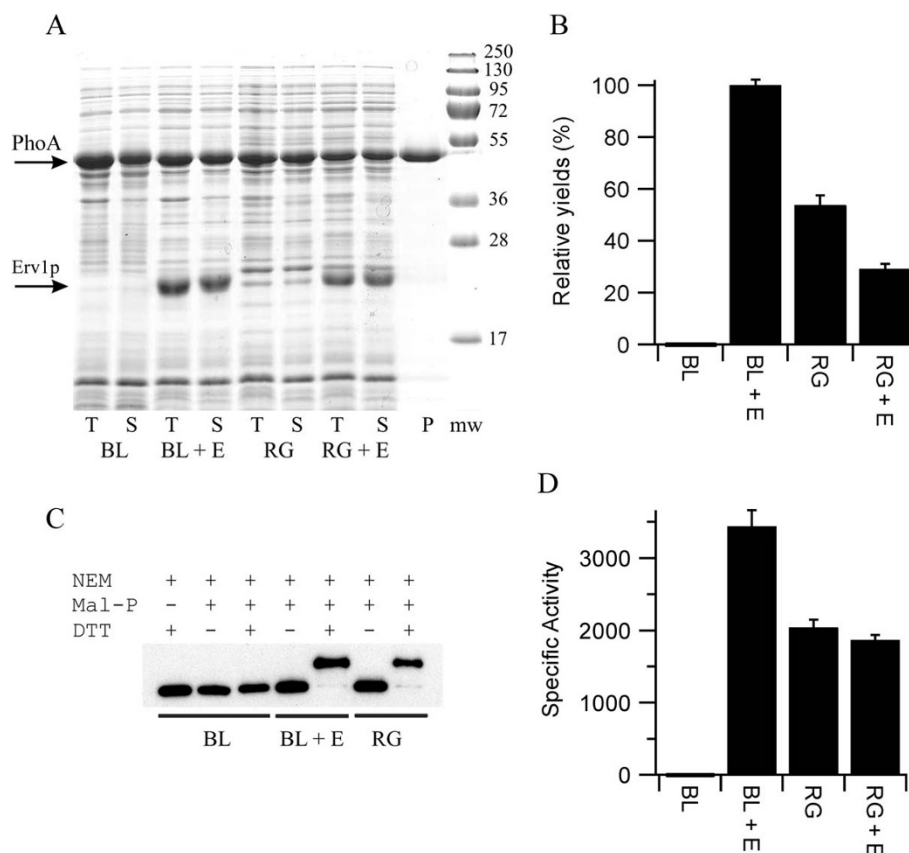 A
250
130
95
72
55
36
28
17
PhoA
Erv1p
T S T S T S T S P mw
BL BL + E RG RG + E
B
Relative yields (%)
100
80
60
40
20
0
BL
BL + E
RG
RG + E
C
NEM + + + + + + +
Mal-P – + + + + + +
DTT + – + – + – +
BL BL + E RG
D
Specific Activity
3000
2000
1000
0
BL
BL + E
RG
RG + E